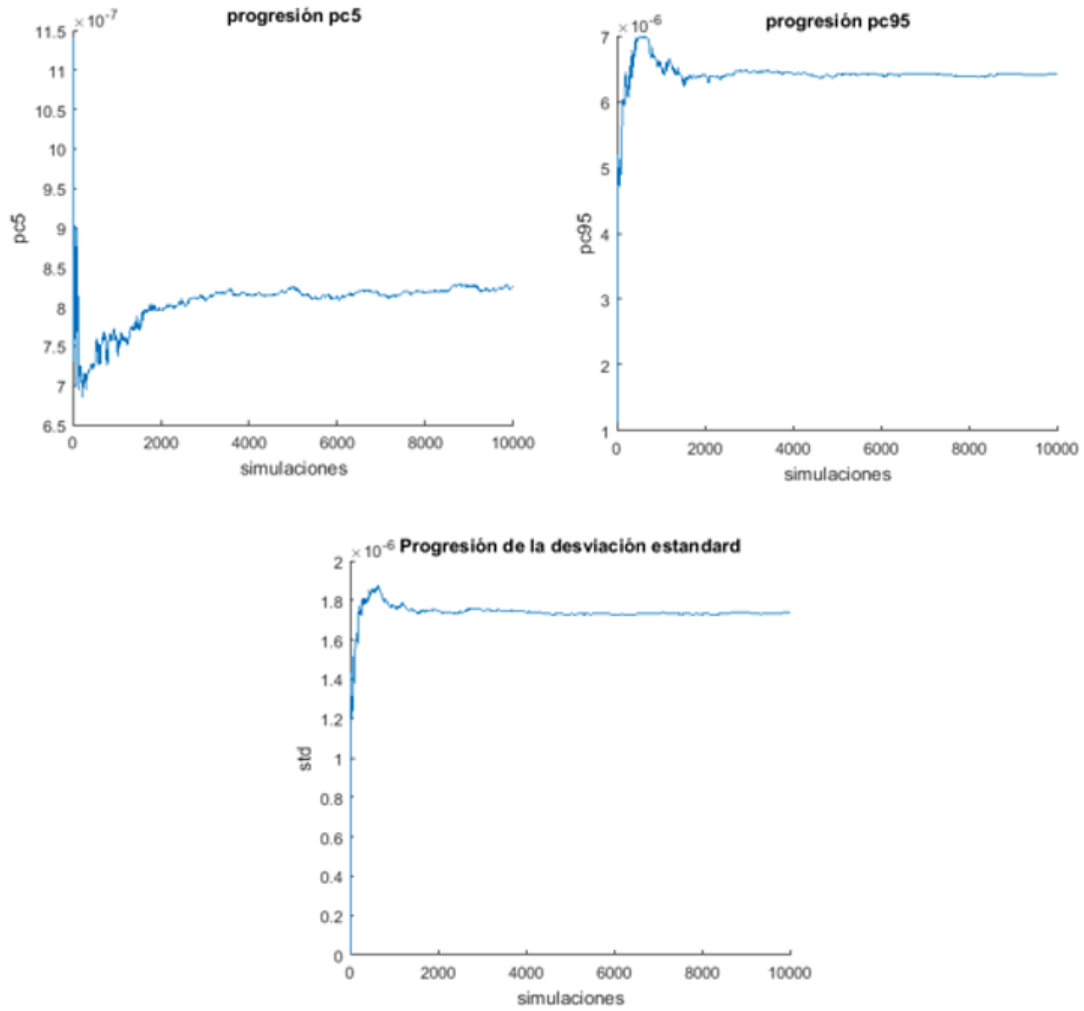 progresión pc5
×10-7
11.5
11
10.5
10
9.5
9
8.5
8
7.5
7
6.5
pc5
0 2000 4000 6000 8000 10000
simulaciones
progresión pc95
×10-6
7
6
5
4
3
2
1
pc95
0 2000 4000 6000 8000 10000
simulaciones
Progresión de la desviación estandard
×10-6
2
1.8
1.6
1.4
1.2
1
0.8
0.6
0.4
0.2
0
std
0 2000 4000 6000 8000 10000
simulaciones